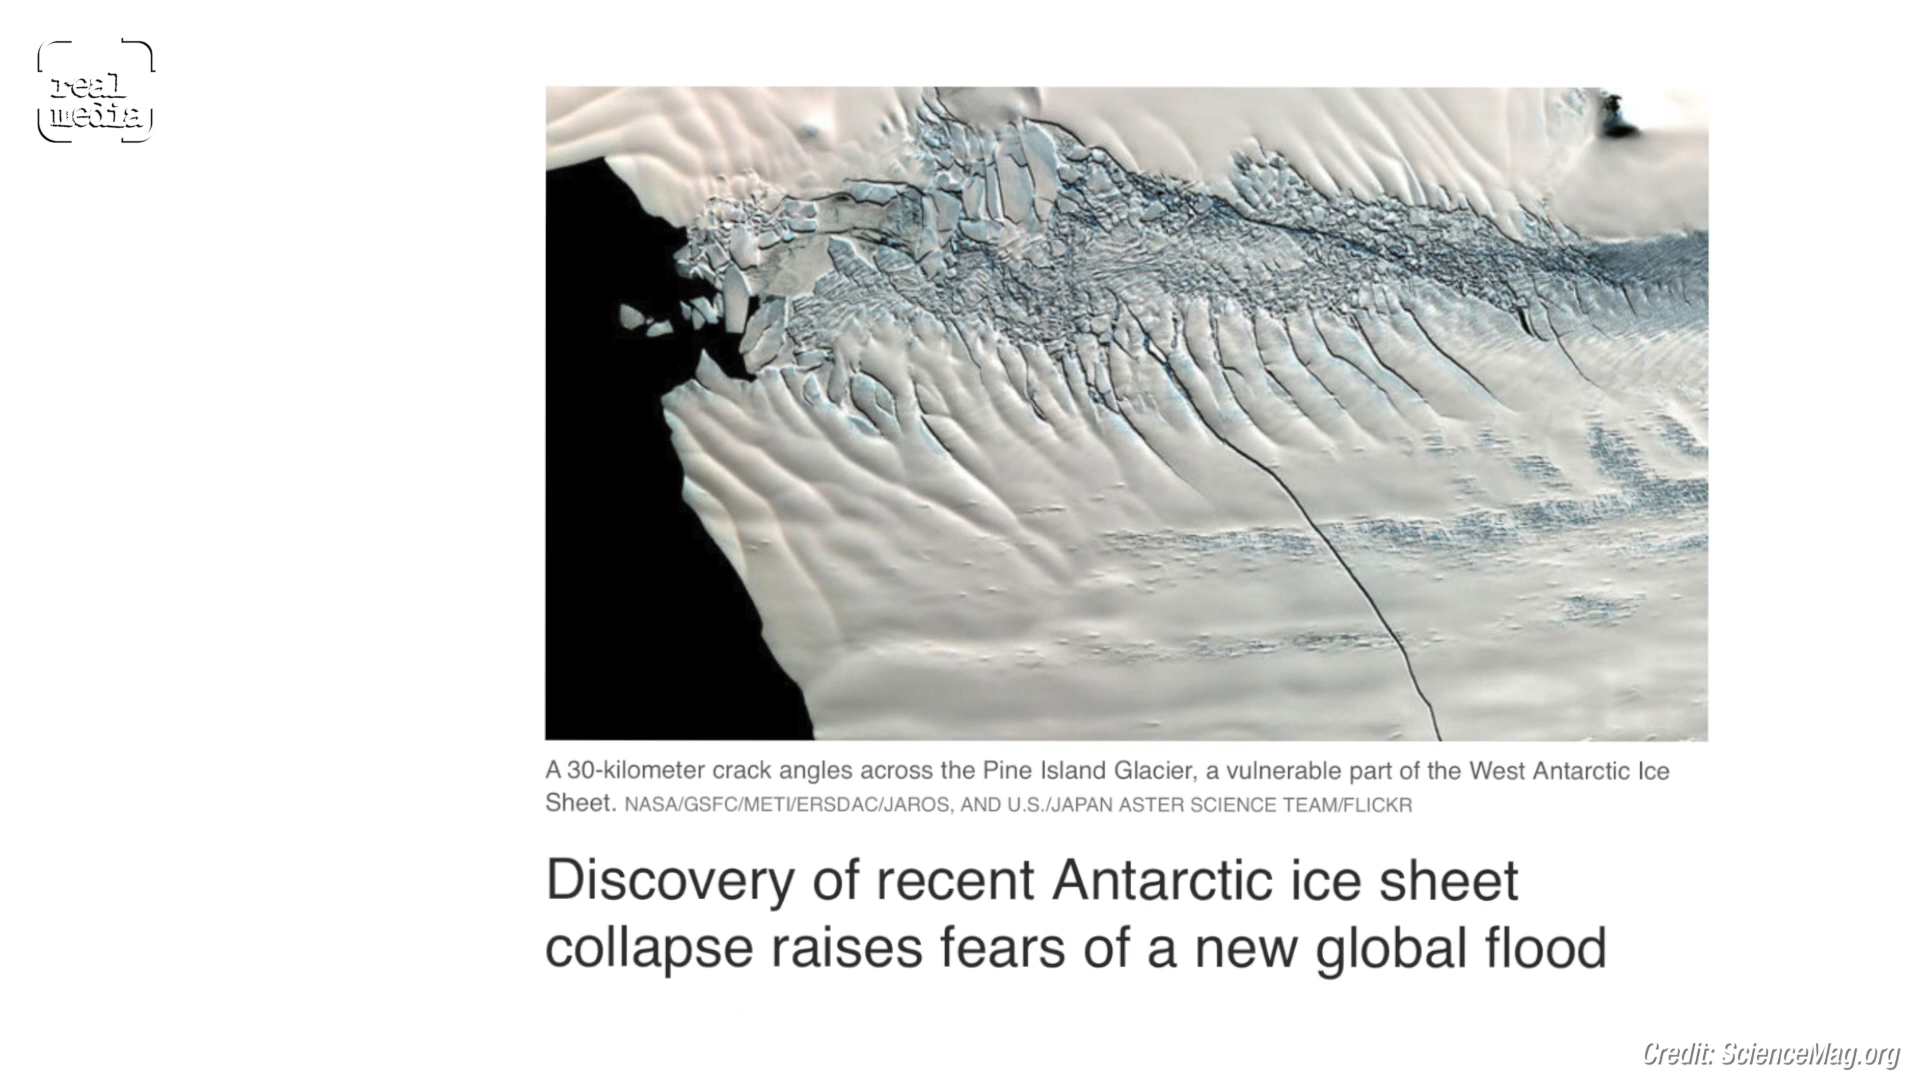 real
media
A 30-kilometer crack angles across the Pine Island Glacier, a vulnerable part of the West Antarctic Ice
Sheet. NASA/GSFC/METI/ERSDAC/JAROS, AND U.S./JAPAN ASTER SCIENCE TEAM/FLICKR
Discovery of recent Antarctic ice sheet
collapse raises fears of a new global flood
Credit: ScienceMag.org